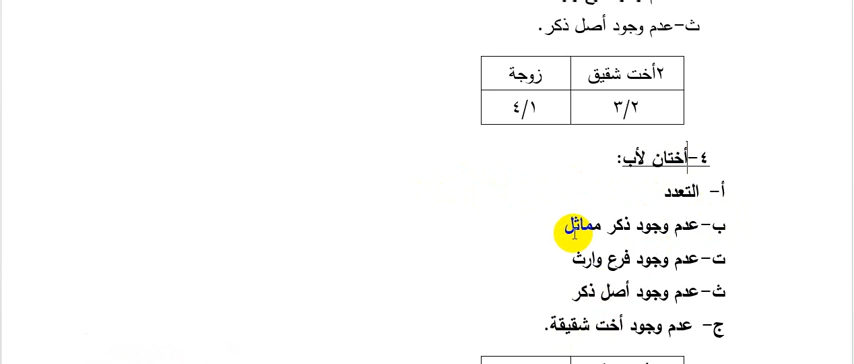 ث-عدم وجود أصل ذكر.
٢أخت شقيق زوجة
٣/٢ ٤/١
٤-أختان لأب:
أ- التعدد
ب-عدم وجود ذكر مماثل
ت-عدم وجود فرع وارث
ث-عدم وجود أصل ذكر
ج- عدم وجود أخت شقيقة.